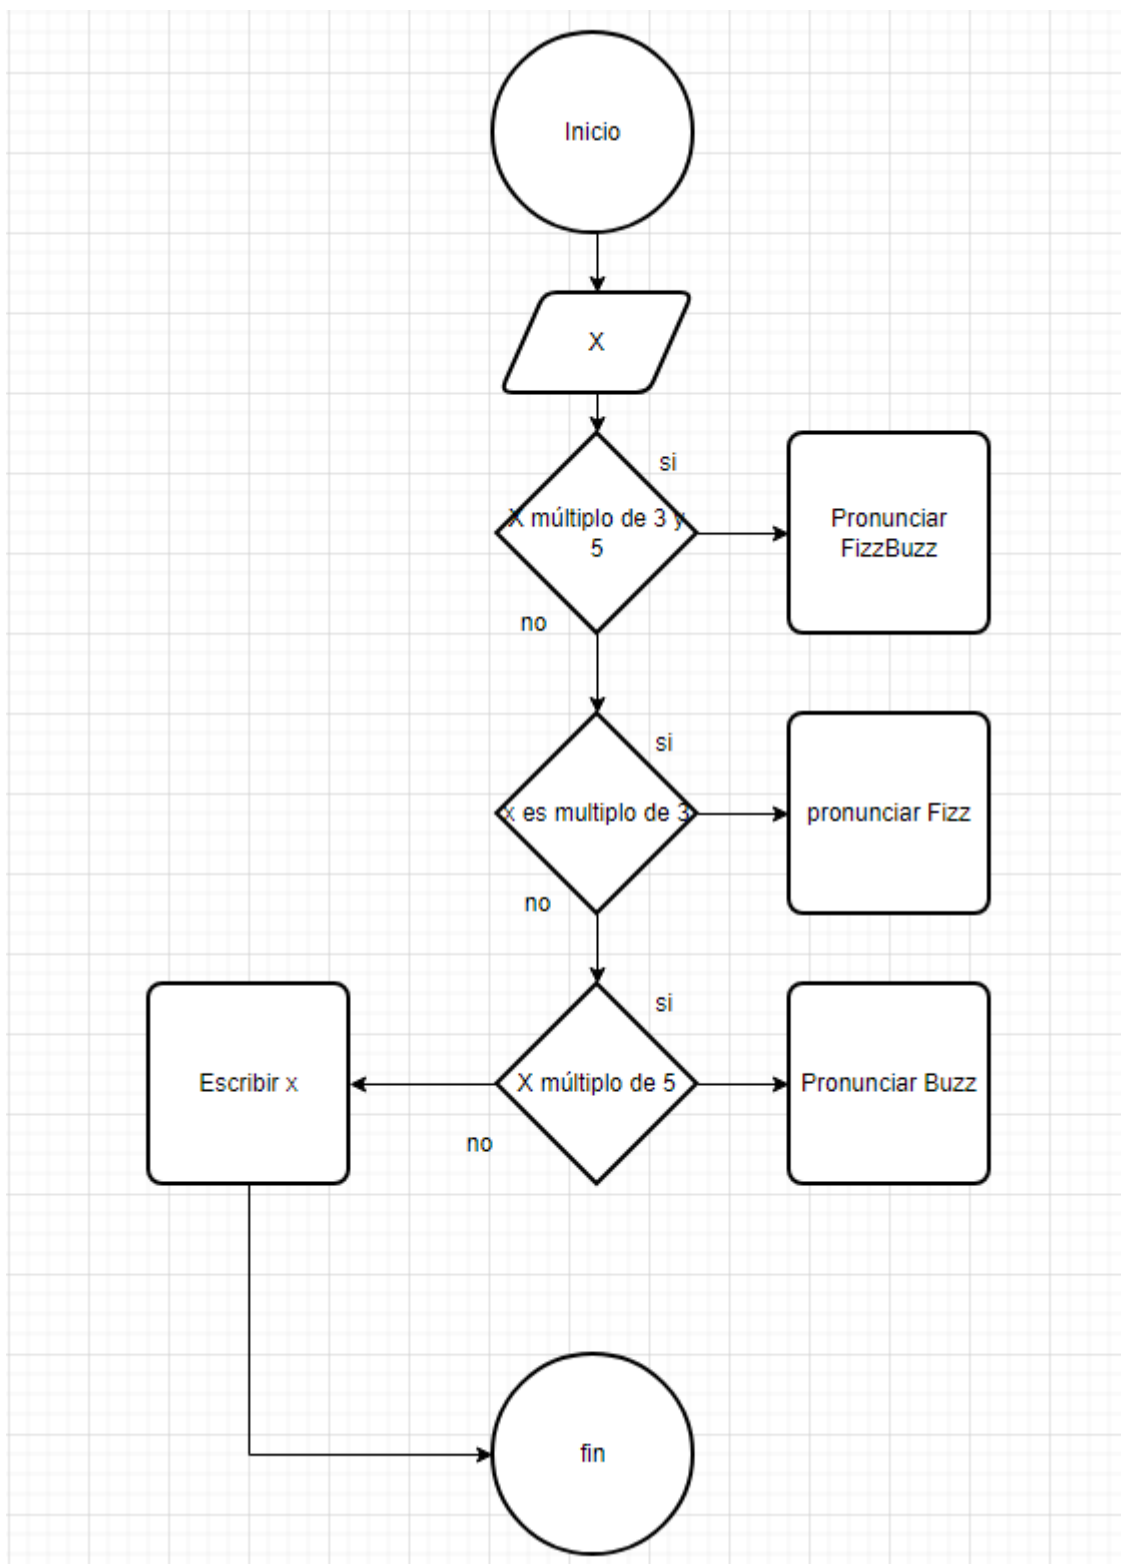 Inicio
X
si
X múltiplo de 3 y
5
Pronunciar
FizzBuzz
no
si
x es multiplo de 3
pronunciar Fizz
no
si
Escribir x
X múltiplo de 5
Pronunciar Buzz
no
fin